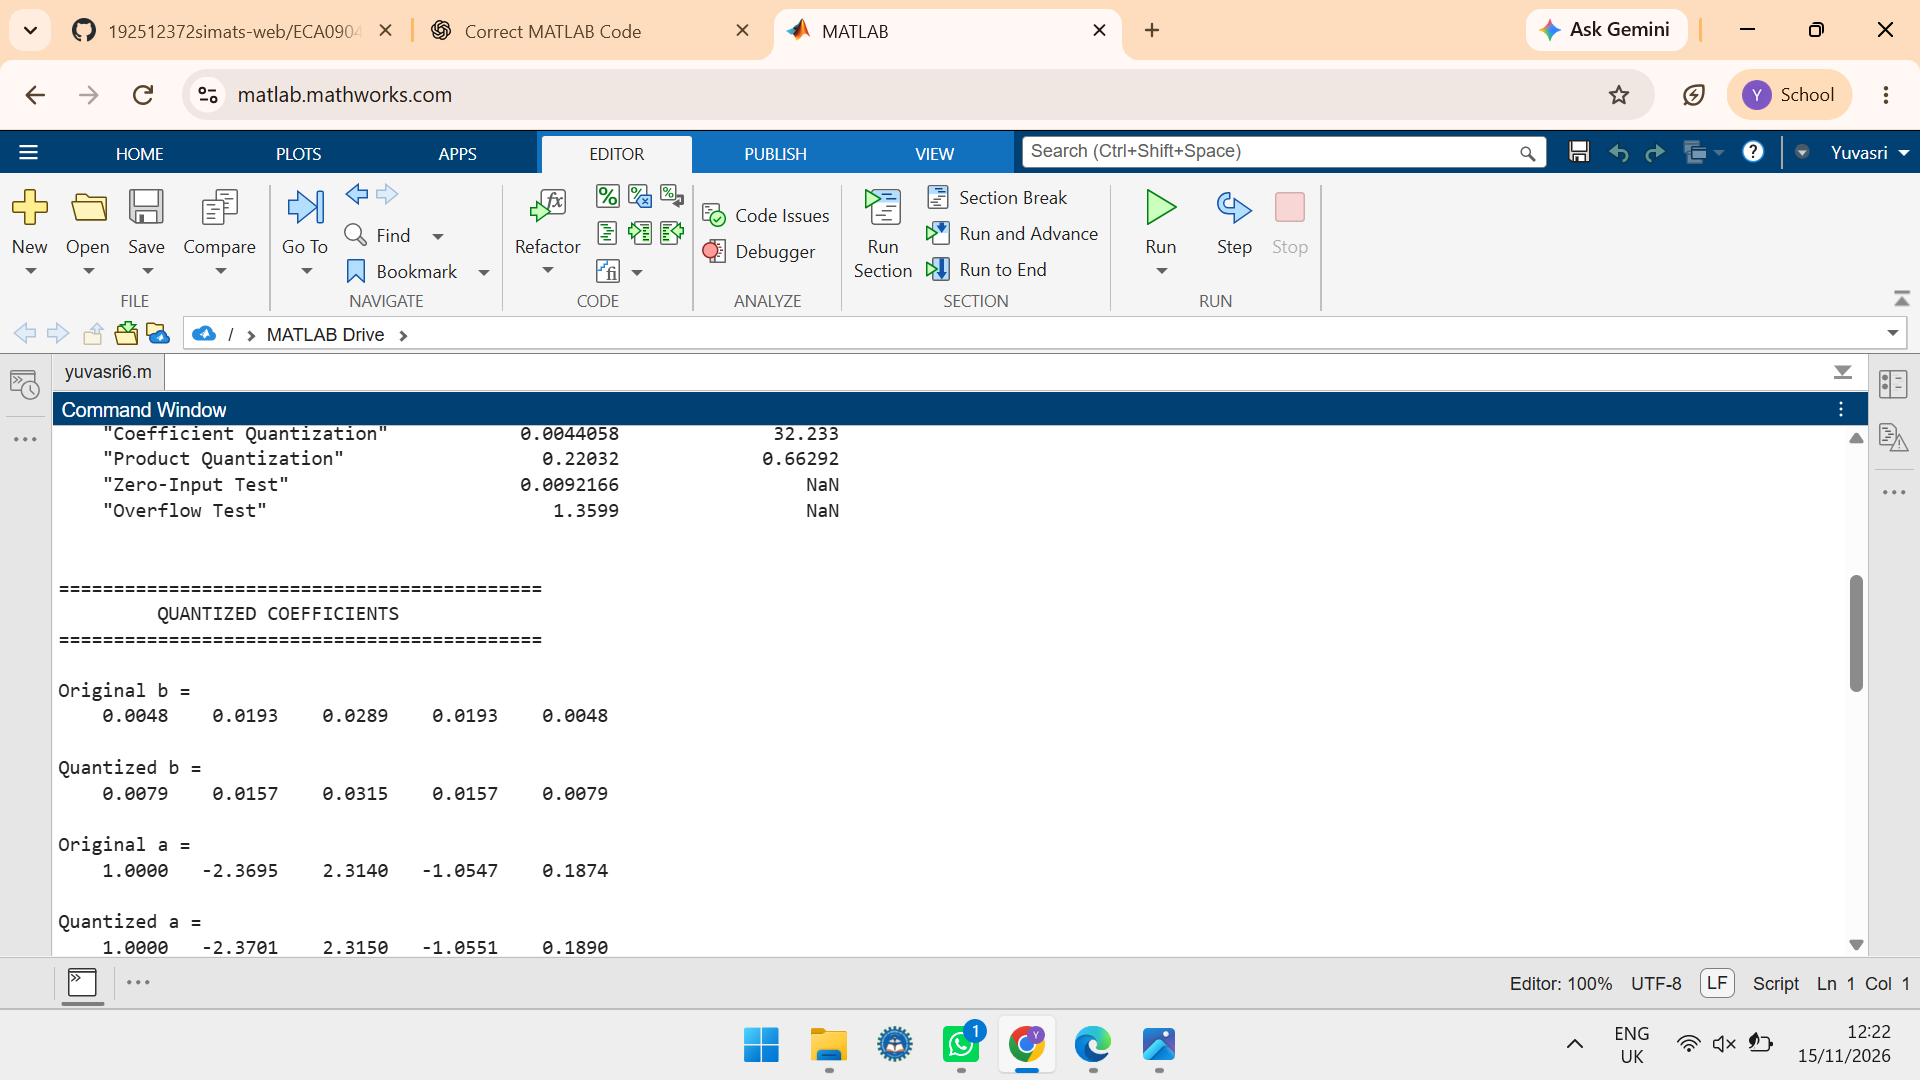 192512372simats-web/ECA0904
Correct MATLAB Code
MATLAB
Ask Gemini
matlab.mathworks.com
Y
School
HOME
PLOTS
APPS
EDITOR
PUBLISH
VIEW
Search (Ctrl+Shift+Space)
Yuvasri
New
Open
Save
Compare
FILE
Go To
Find
Bookmark
NAVIGATE
Refactor
CODE
Code Issues
Debugger
ANALYZE
Run Section
Section Break
Run and Advance
Run to End
SECTION
Run
Step
Stop
RUN
/ > MATLAB Drive >
yuvasri6.m
Command Window
"Coefficient Quantization" 0.0044058 32.233
"Product Quantization" 0.22032 0.66292
"Zero-Input Test" 0.0092166 NaN
"Overflow Test" 1.3599 NaN
============================================
QUANTIZED COEFFICIENTS
============================================
Original b =
0.0048 0.0193 0.0289 0.0193 0.0048
Quantized b =
0.0079 0.0157 0.0315 0.0157 0.0079
Original a =
1.0000 -2.3695 2.3140 -1.0547 0.1874
Quantized a =
1.0000 -2.3701 2.3150 -1.0551 0.1890
Editor: 100% UTF-8 LF Script Ln 1 Col 1
1
ENG
UK
12:22
15/11/2026